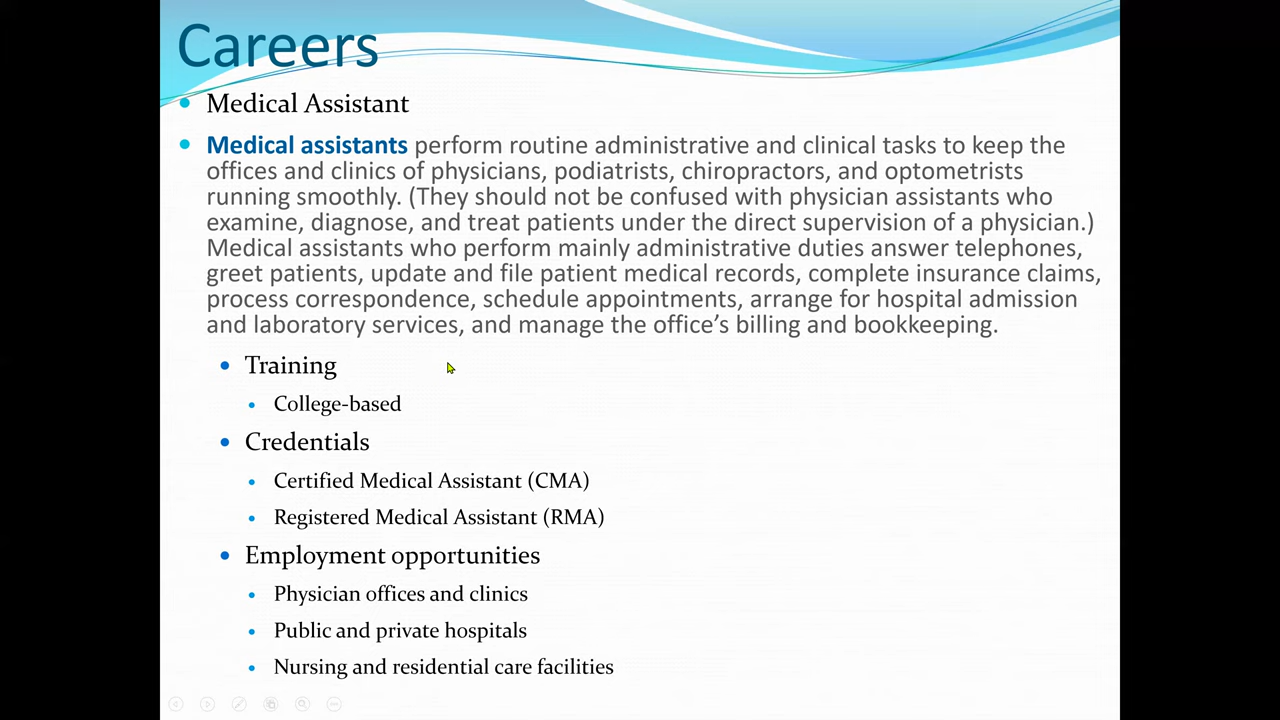 Careers
Medical Assistant
Medical assistants perform routine administrative and clinical tasks to keep the
offices and clinics of physicians, podiatrists, chiropractors, and optometrists
running smoothly. (They should not be confused with physician assistants who
examine, diagnose, and treat patients under the direct supervision of a physician.)
Medical assistants who perform mainly administrative duties answer telephones,
greet patients, update and file patient medical records, complete insurance claims,
process correspondence, schedule appointments, arrange for hospital admission
and laboratory services, and manage the office’s billing and bookkeeping.
Training
College-based
Credentials
Certified Medical Assistant (CMA)
Registered Medical Assistant (RMA)
Employment opportunities
Physician offices and clinics
Public and private hospitals
Nursing and residential care facilities